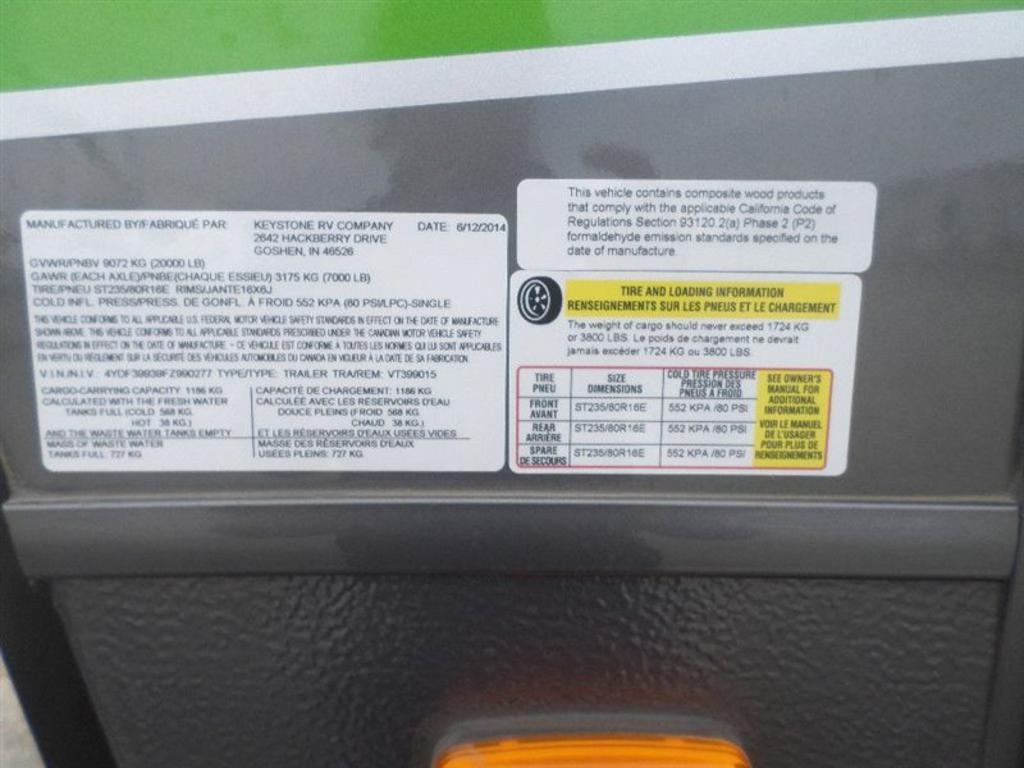 MANUFACTURED BY/FABRIQUÉ PAR: KEYSTONE RV COMPANY DATE: 6/12/2014
2642 HACKBERRY DRIVE
GOSHEN, IN 46526
GVWR/PNBV 9072 KG (20000 LB)
GAWR (EACH AXLE)/PNBE(CHAQUE ESSIEU) 3175 KG (7000 LB)
TIRE/PNEU ST235/80R16E RIMS/JANTE16X6J
COLD INFL. PRESS/PRESS. DE GONFL. À FROID 552 KPA (80 PSI/LPC)-SINGLE
THIS VEHICLE CONFORMS TO ALL APPLICABLE U.S. FEDERAL MOTOR VEHICLE SAFETY STANDARDS IN EFFECT ON THE DATE OF MANUFACTURE
SHOWN ABOVE. THIS VEHICLE CONFORMS TO ALL APPLICABLE STANDARDS PRESCRIBED UNDER THE CANADIAN MOTOR VEHICLE SAFETY
REGULATIONS IN EFFECT ON THE DATE OF MANUFACTURE - CE VÉHICULE EST CONFORME À TOUTES LES NORMES QUI LUI SONT APPLICABLES
EN VERTU DU RÈGLEMENT SUR LA SÉCURITÉ DES VÉHICULES AUTOMOBILES DU CANADA EN VIGUEUR À LA DATE DE SA FABRICATION.
V.I.N./N.I.V.: 4YDF39939FZ990277 TYPE/TYPE: TRAILER TRA/REM: VT399015
CARGO-CARRYING CAPACITY 1186 KG
CALCULATED WITH THE FRESH WATER
TANKS FULL (COLD 568 KG,
HOT 38 KG.)
AND THE WASTE WATER TANKS EMPTY
MASS OF WASTE WATER
TANKS FULL: 727 KG
CAPACITÉ DE CHARGEMENT: 1186 KG
CALCULÉE AVEC LES RÉSERVOIRS D'EAU
DOUCE PLEINS (FROID 568 KG
CHAUD 38 KG.)
ET LES RÉSERVOIRS D'EAUX USÉES VIDES
MASSE DES RÉSERVOIRS D'EAUX
USÉES PLEINS: 727 KG.
This vehicle contains composite wood products
that comply with the applicable California Code of
Regulations Section 93120.2(a) Phase 2 (P2)
formaldehyde emission standards specified on the
date of manufacture.
TIRE AND LOADING INFORMATION
RENSEIGNEMENTS SUR LES PNEUS ET LE CHARGEMENT
The weight of cargo should never exceed 1724 KG
or 3800 LBS. Le poids de chargement ne devrait
jamais excéder 1724 KG ou 3800 LBS.
TIRE
PNEU
SIZE
DIMENSIONS
COLD TIRE PRESSURE
PRESSION DES
PNEUS À FROID
FRONT
AVANT
ST235/80R16E
552 KPA /80 PSI
REAR
ARRIÈRE
ST235/80R16E
552 KPA /80 PSI
SPARE
DE SECOURS
ST235/80R16E
552 KPA /80 PSI
SEE OWNER'S
MANUAL FOR
ADDITIONAL
INFORMATION
VOIR LE MANUEL
DE L'USAGER
POUR PLUS DE
RENSEIGNEMENTS